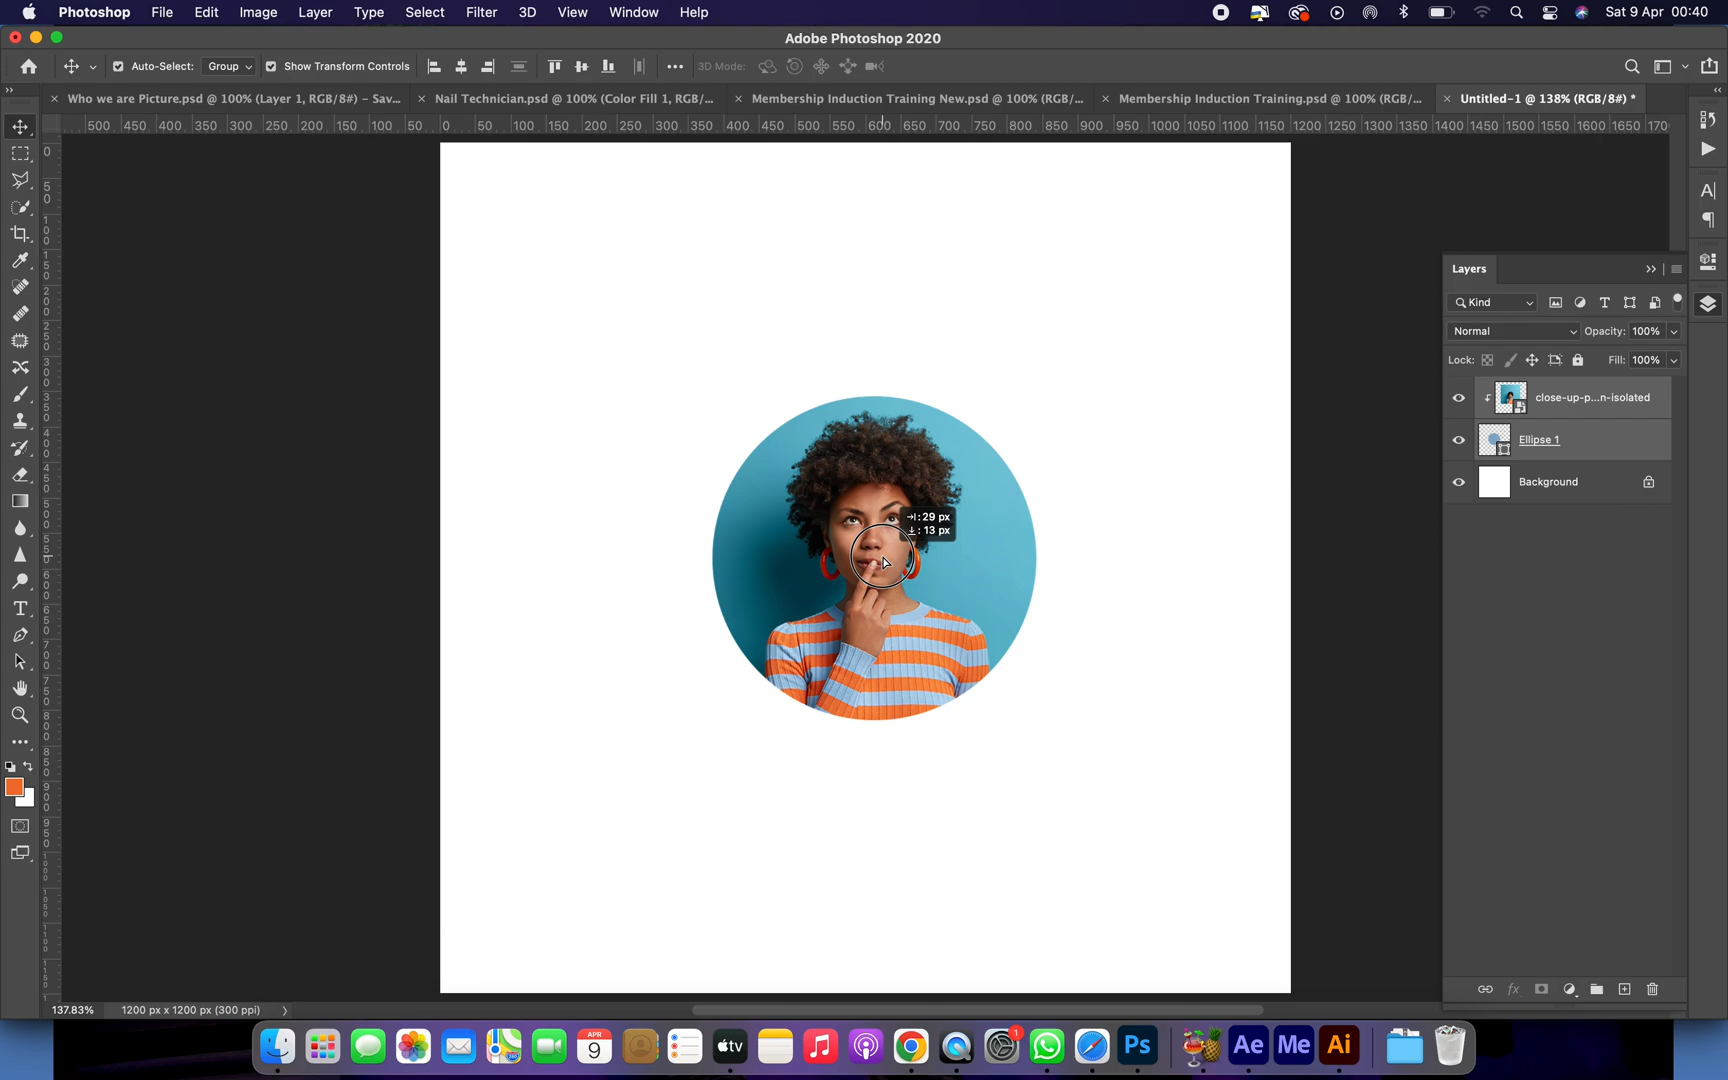 Photoshop File Edit Image Layer Type Select Filter 3D View Window Help Sat 9 Apr 00:40
Adobe Photoshop 2020
Auto-Select: Group Show Transform Controls 3D Mode:
Who we are Picture.psd @ 100% (Layer 1, RGB/8#) – Sav... Nail Technician.psd @ 100% (Color Fill 1, RGB/... Membership Induction Training New.psd @ 100% (RGB/... Membership Induction Training.psd @ 100% (RGB/... Untitled-1 @ 138% (RGB/8#) *
500 450 400 350 300 250 200 150 100 50 0 50 100 150 200 250 300 350 400 450 500 550 600 650 700 750 800 850 900 950 1000 1050 1100 1150 1200 1250 1300 1350 1400 1450 1500 1550 1600 1650 170
Layers
Kind
Normal Opacity: 100%
Lock: Fill: 100%
close-up-p...n-isolated
Ellipse 1
Background
: 29 px
: 13 px
137.83% 1200 px x 1200 px (300 ppi)
APR
9
tv
1
Ps
Ae
Me
Ai